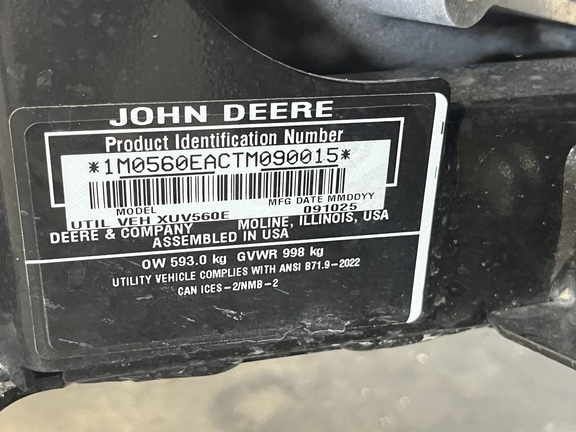 JOHN DEERE
Product Identification Number
*1M0560EACTM090015*
MODEL MFG DATE MMDDYY
UTIL VEH XUV560E 091025
DEERE & COMPANY MOLINE, ILLINOIS, USA
ASSEMBLED IN USA
OW 593.0 kg GVWR 998 kg
UTILITY VEHICLE COMPLIES WITH ANSI B71.9-2022
CAN ICES-2/NMB-2